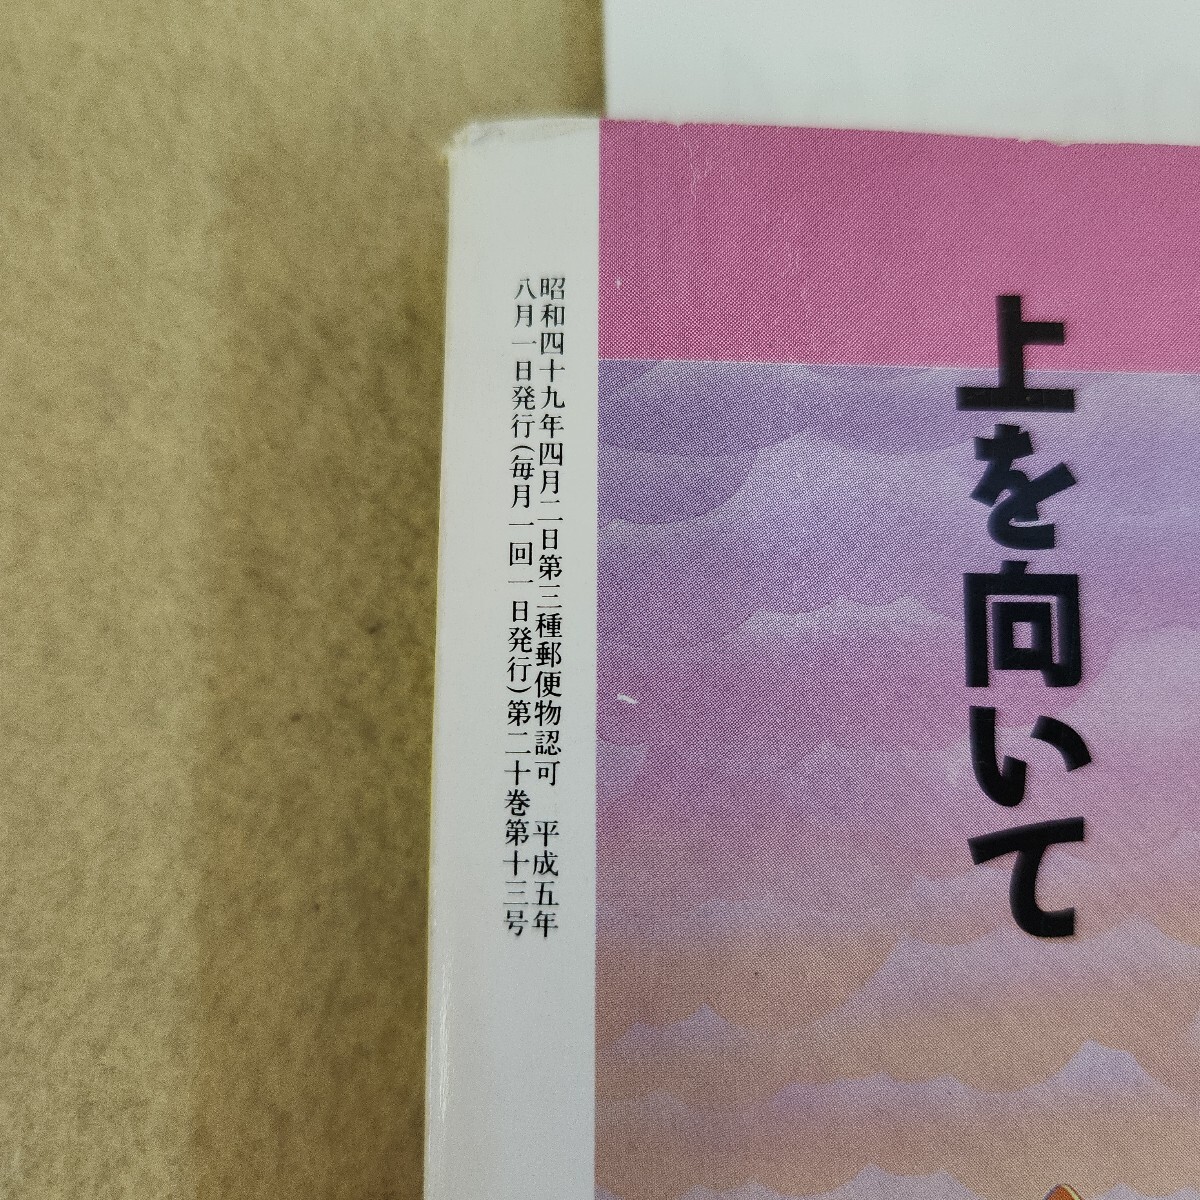 上を向いて
昭和四十九年四月二日第三種郵便物認可　平成五年
八月一日発行(毎月一回一日発行)第二十巻第十三号